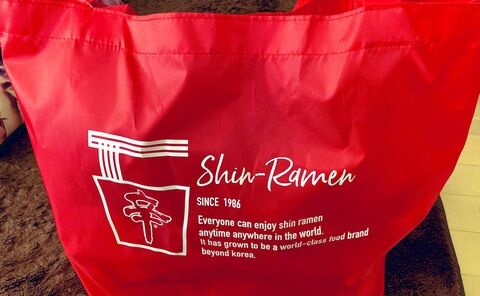 辛
Shin-Ramen
SINCE 1986
Everyone can enjoy shin ramen
anytime anywhere in the world.
It has grown to be a world-class food brand
beyond korea.